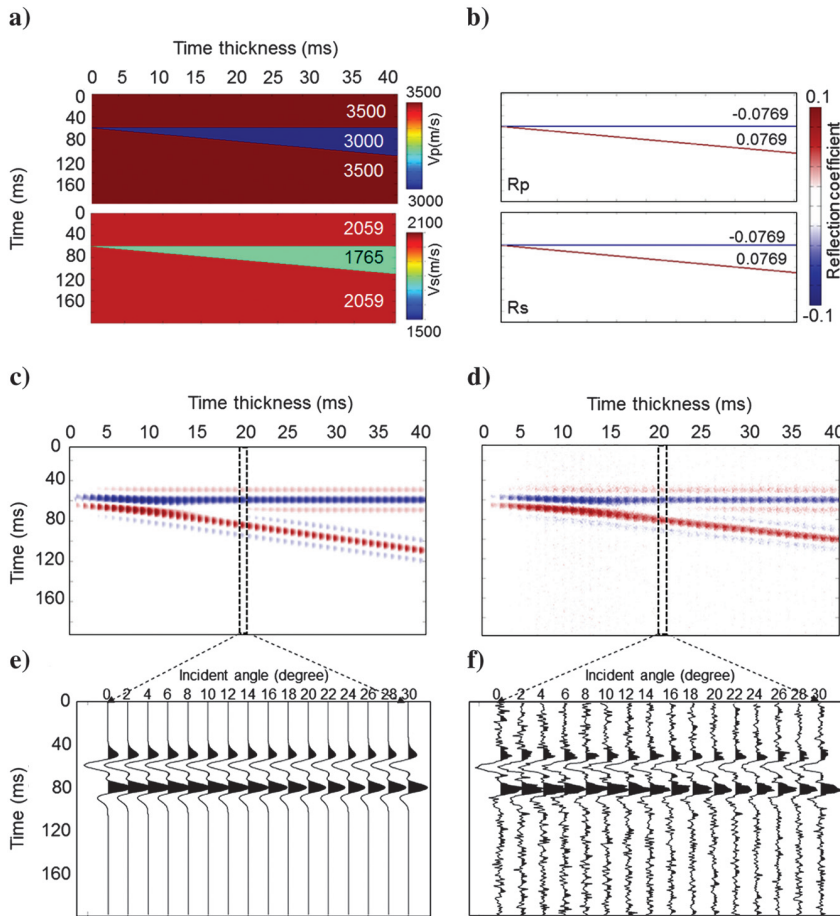 a)
b)
Time thickness (ms)
0 5 10 15 20 25 30 35 40
0
40
80
120
160
Time (ms)
3500
3000
3500
3500
Vp(m/s)
3000
0
40
80
120
160
2059
1765
2059
2100
Vs(m/s)
1500
-0.0769
0.0769
Rp
-0.0769
0.0769
Rs
0.1
Reflection coefficient
-0.1
c)
d)
Time thickness (ms)
0 5 10 15 20 25 30 35 40
0
40
80
120
160
Time (ms)
Time thickness (ms)
0 5 10 15 20 25 30 35 40
e)
f)
Incident angle (degree)
0 2 4 6 8 10 12 14 16 18 20 22 24 26 28 30
0
40
80
120
160
Time (ms)
Incident angle (degree)
0 2 4 6 8 10 12 14 16 18 20 22 24 26 28 30